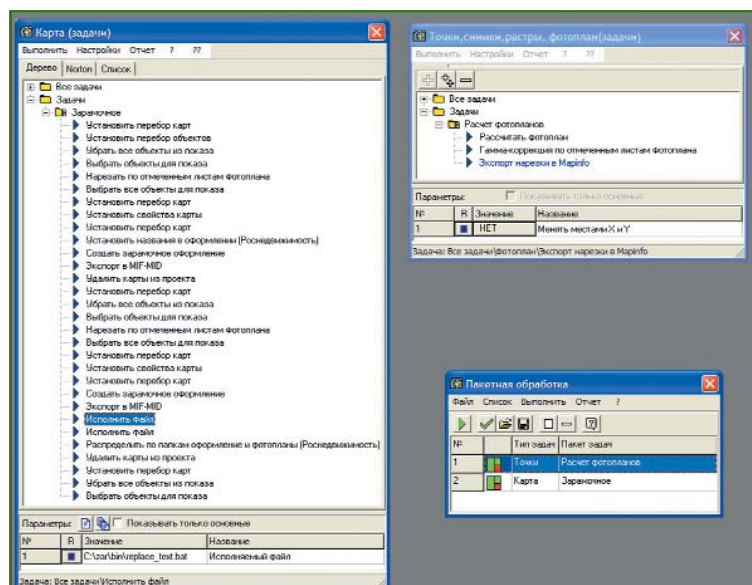 Карта (задачи)
Выполнить Настройки Отчет ? ??
Дерево Norton Список
Все задачи
Задачи
Зарамочное
Установить перебор карт
Установить перебор объектов
Убрать все объекты из показа
Выбрать объекты для показа
Нарезать по отмеченным листам Фотоплана
Выбрать все объекты для показа
Установить перебор карт
Установить свойства карты
Установить перебор карт
Установить названия в оформлении (Роснедвижимость)
Создать зарамочное оформление
Экспорт в MIF-MID
Удалить карты из проекта
Установить перебор карт
Убрать все объекты из показа
Выбрать объекты для показа
Нарезать по отмеченным листам Фотоплана
Выбрать все объекты для показа
Установить перебор карт
Установить свойства карты
Установить перебор карт
Создать зарамочное оформление
Экспорт в MIF-MID
Исполнить файл
Исполнить файл
Распределить по папкам оформление и фотопланы (Роснедвижимость)
Удалить карты из проекта
Установить перебор карт
Убрать все объекты из показа
Выбрать объекты для показа
Параметры: Показывать только основные
№ R Значение Название
1 C:\zar\bin\replace_text.bat Исполняемый файл
Задача: Все задачи\Исполнить файл
Точки,снимки,растры, фотоплан(задачи)
Выполнить Настройки Отчет ? ??
Все задачи
Задачи
Расчет фотопланов
Рассчитать фотоплан
Гамма-коррекция по отмеченным листам фотоплана
Экспорт нарезки в Mapinfo
Параметры: Показывать только основные
№ R Значение Название
1 НЕТ Менять местами X и Y
Задача: Все задачи\Фотоплан\Экспорт нарезки в Mapinfo
Пакетная обработка
Файл Список Выполнить Отчет ?
№ Тип задач Пакет задач
1 Точки Расчет фотопланов
2 Карта Зарамочное